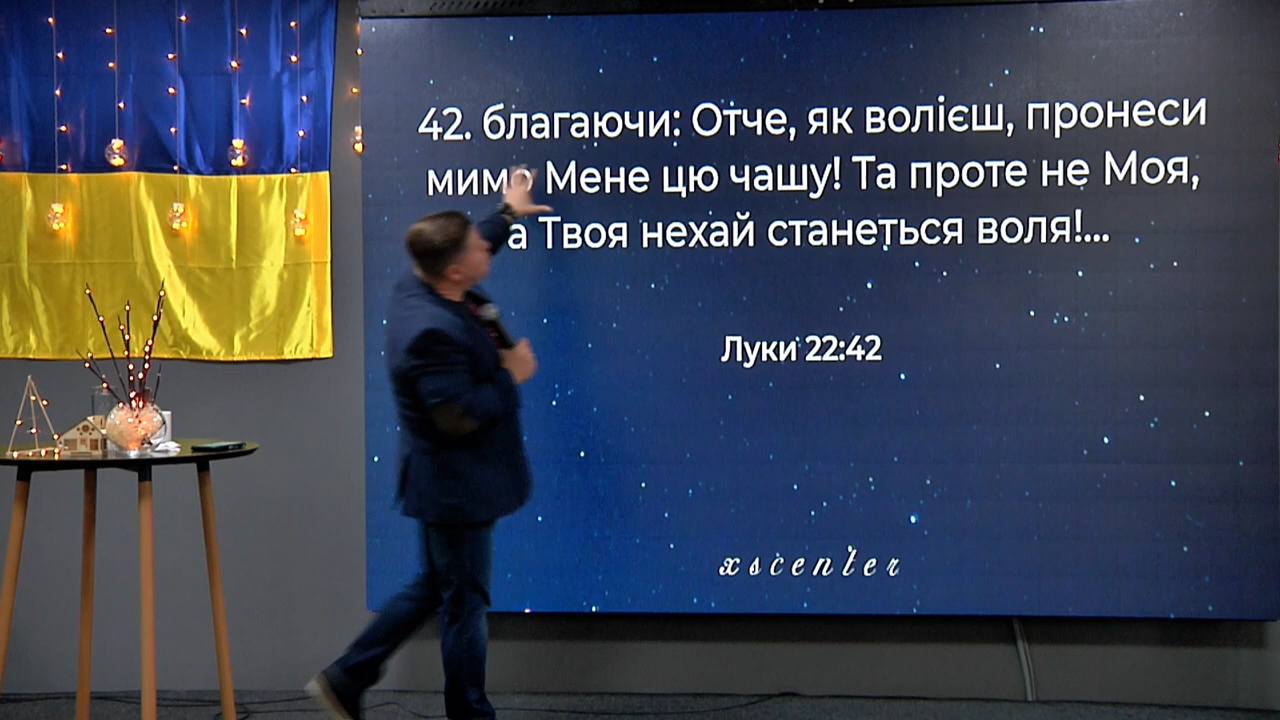 42. благаючи: Отче, як волієш, пронеси
мимо Мене цю чашу! Та проте не Моя,
а Твоя нехай станеться воля!...
Луки 22:42
xscenter